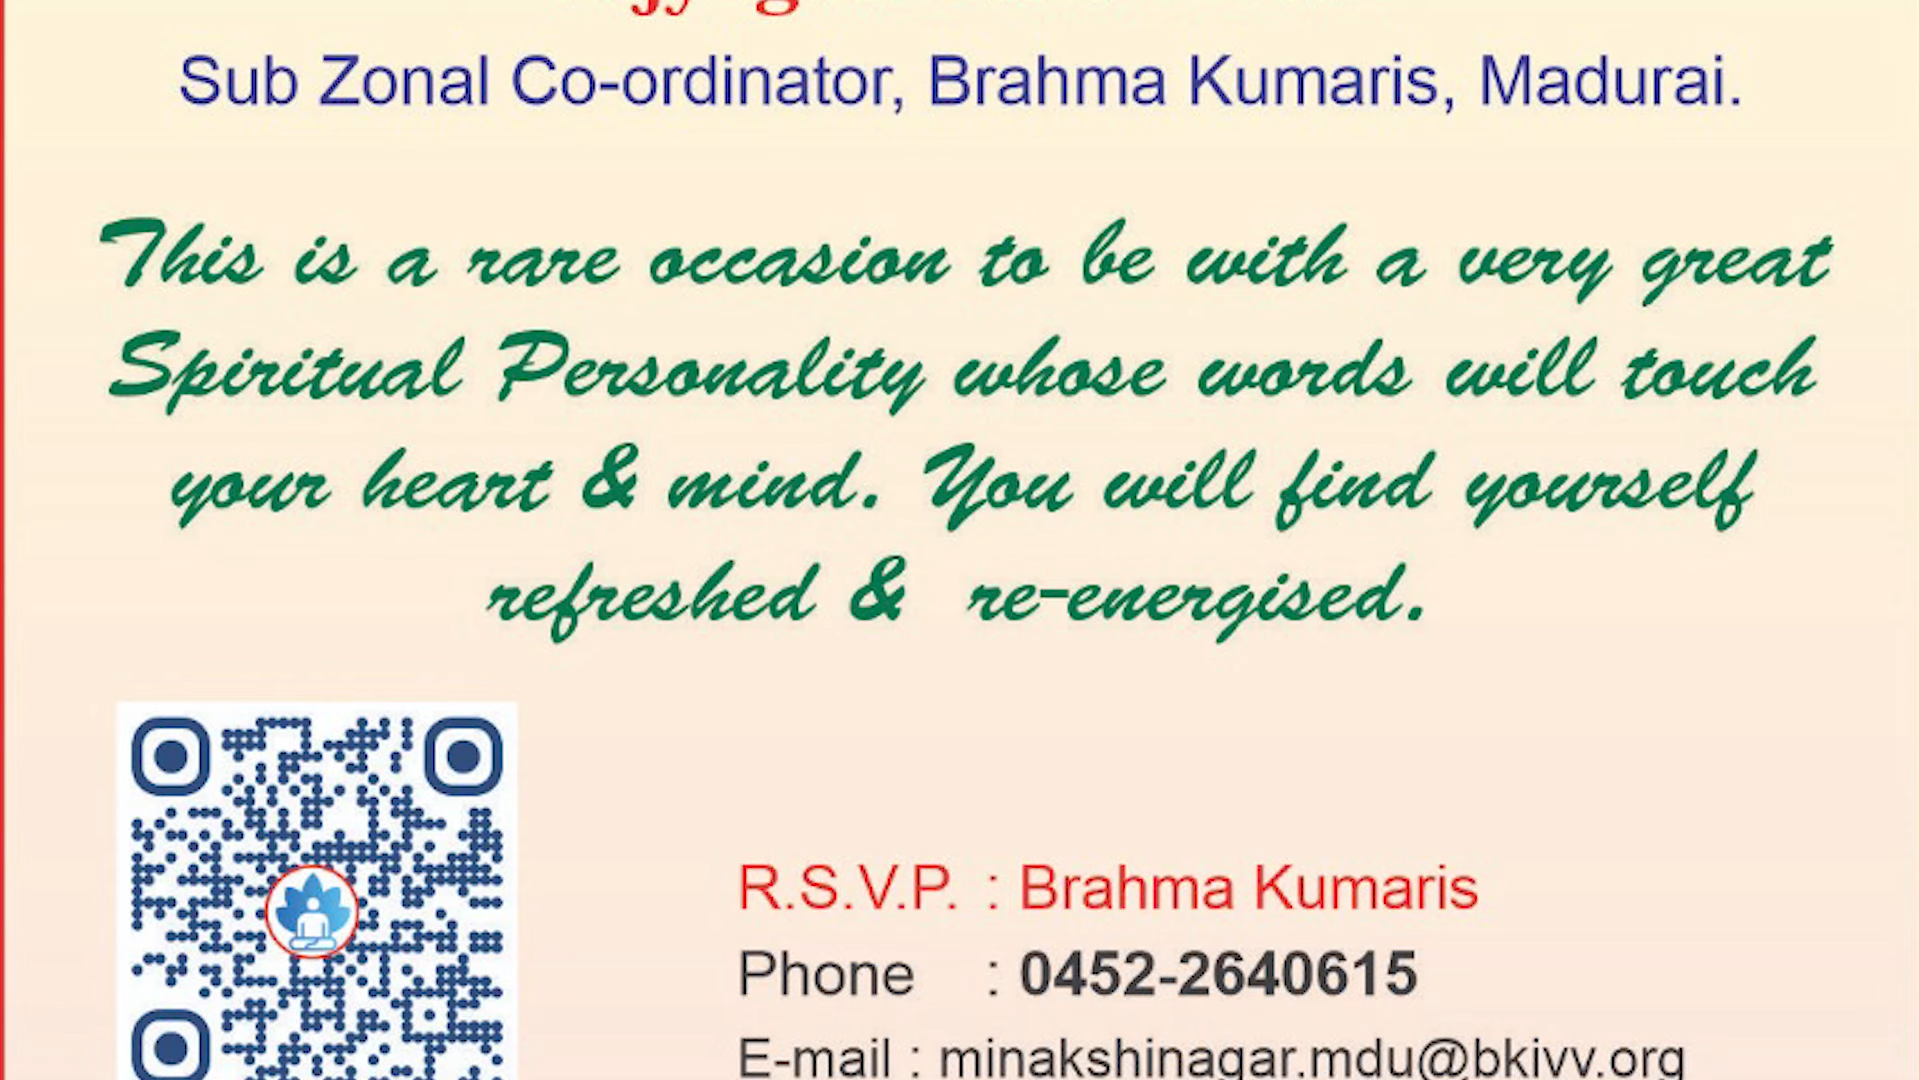 Sub Zonal Co-ordinator, Brahma Kumaris, Madurai.
This is a rare occasion to be with a very great
Spiritual Personality whose words will touch
your heart & mind. You will find yourself
refreshed & re-energised.
R.S.V.P. : Brahma Kumaris
Phone : 0452-2640615
E-mail : minakshinagar.mdu@bkivv.org